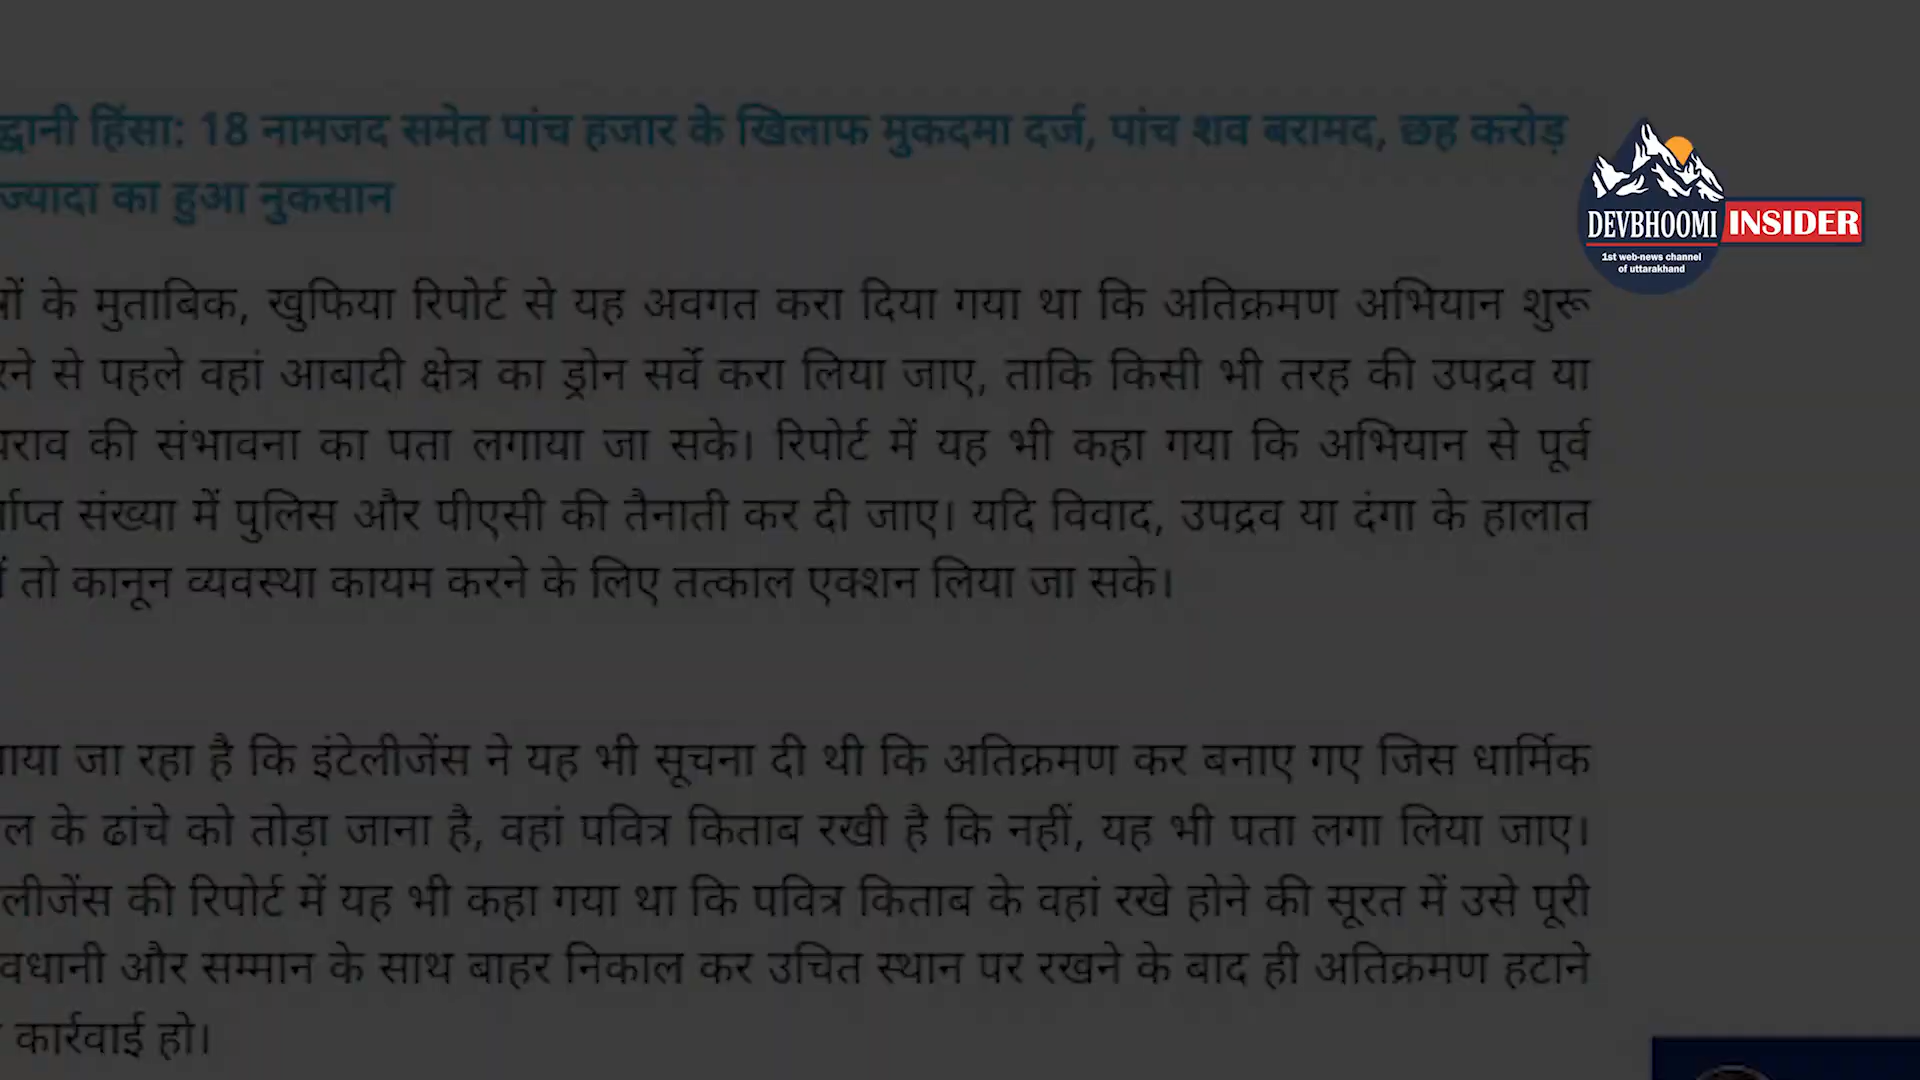 द्वानी हिंसा: 18 नामजद समेत पांच हजार के खिलाफ मुकदमा दर्ज, पांच शव बरामद, छह करोड़
ज्यादा का हुआ नुकसान
के मुताबिक, खुफिया रिपोर्ट से यह अवगत करा दिया गया था कि अतिक्रमण अभियान शुरू
रने से पहले वहां आबादी क्षेत्र का ड्रोन सर्वे करा लिया जाए, ताकि किसी भी तरह की उपद्रव या
थराव की संभावना का पता लगाया जा सके। रिपोर्ट में यह भी कहा गया कि अभियान से पूर्व
र्याप्त संख्या में पुलिस और पीएसी की तैनाती कर दी जाए। यदि विवाद, उपद्रव या दंगा के हालात
तो कानून व्यवस्था कायम करने के लिए तत्काल एक्शन लिया जा सके।
ाया जा रहा है कि इंटेलीजेंस ने यह भी सूचना दी थी कि अतिक्रमण कर बनाए गए जिस धार्मिक
ल के ढांचे को तोड़ा जाना है, वहां पवित्र किताब रखी है कि नहीं, यह भी पता लगा लिया जाए।
लीजेंस की रिपोर्ट में यह भी कहा गया था कि पवित्र किताब के वहां रखे होने की सूरत में उसे पूरी
वधानी और सम्मान के साथ बाहर निकाल कर उचित स्थान पर रखने के बाद ही अतिक्रमण हटाने
कार्रवाई हो।
DEVBHOOMI INSIDER
1st web-news channel
of uttarakhand